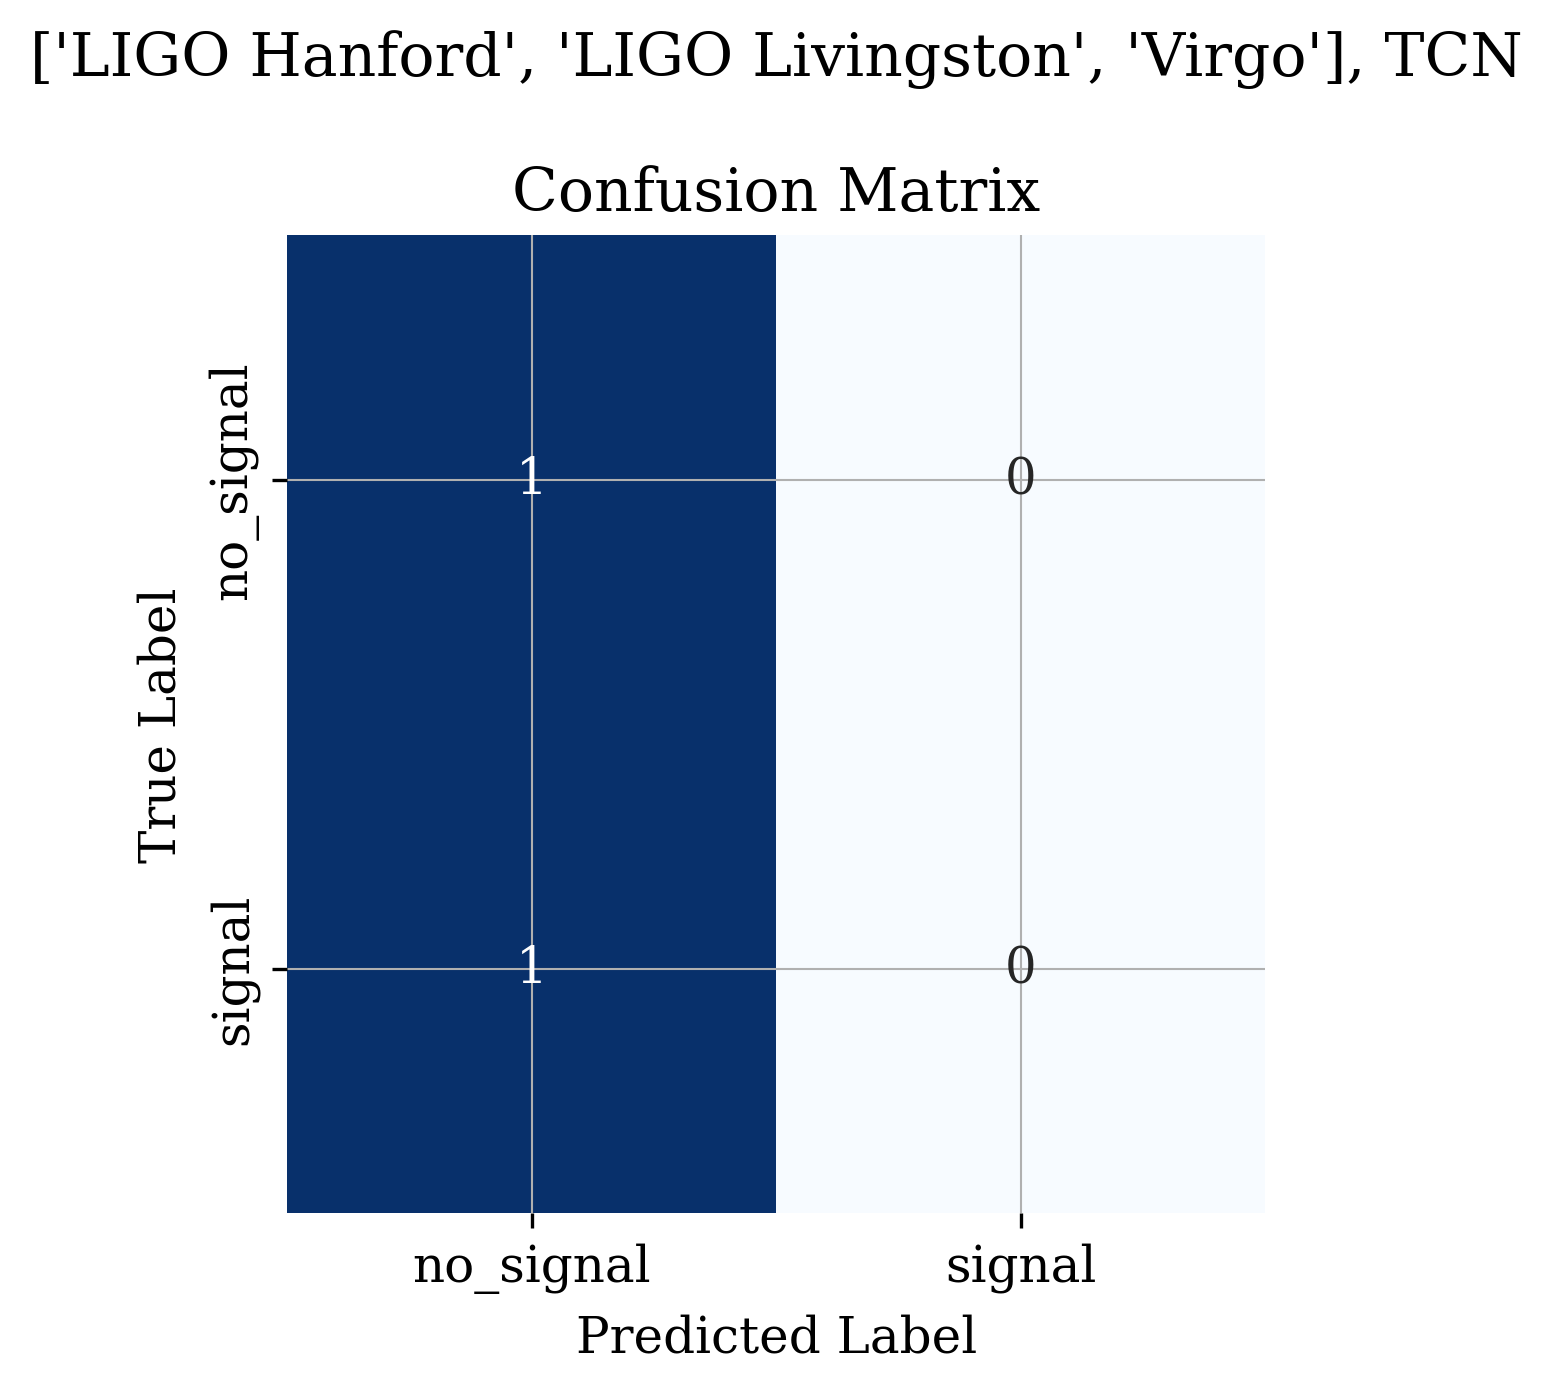 ['LIGO Hanford', 'LIGO Livingston', 'Virgo'], TCN
Confusion Matrix
True Label
no_signal
1
0
signal
1
0
no_signal
signal
Predicted Label